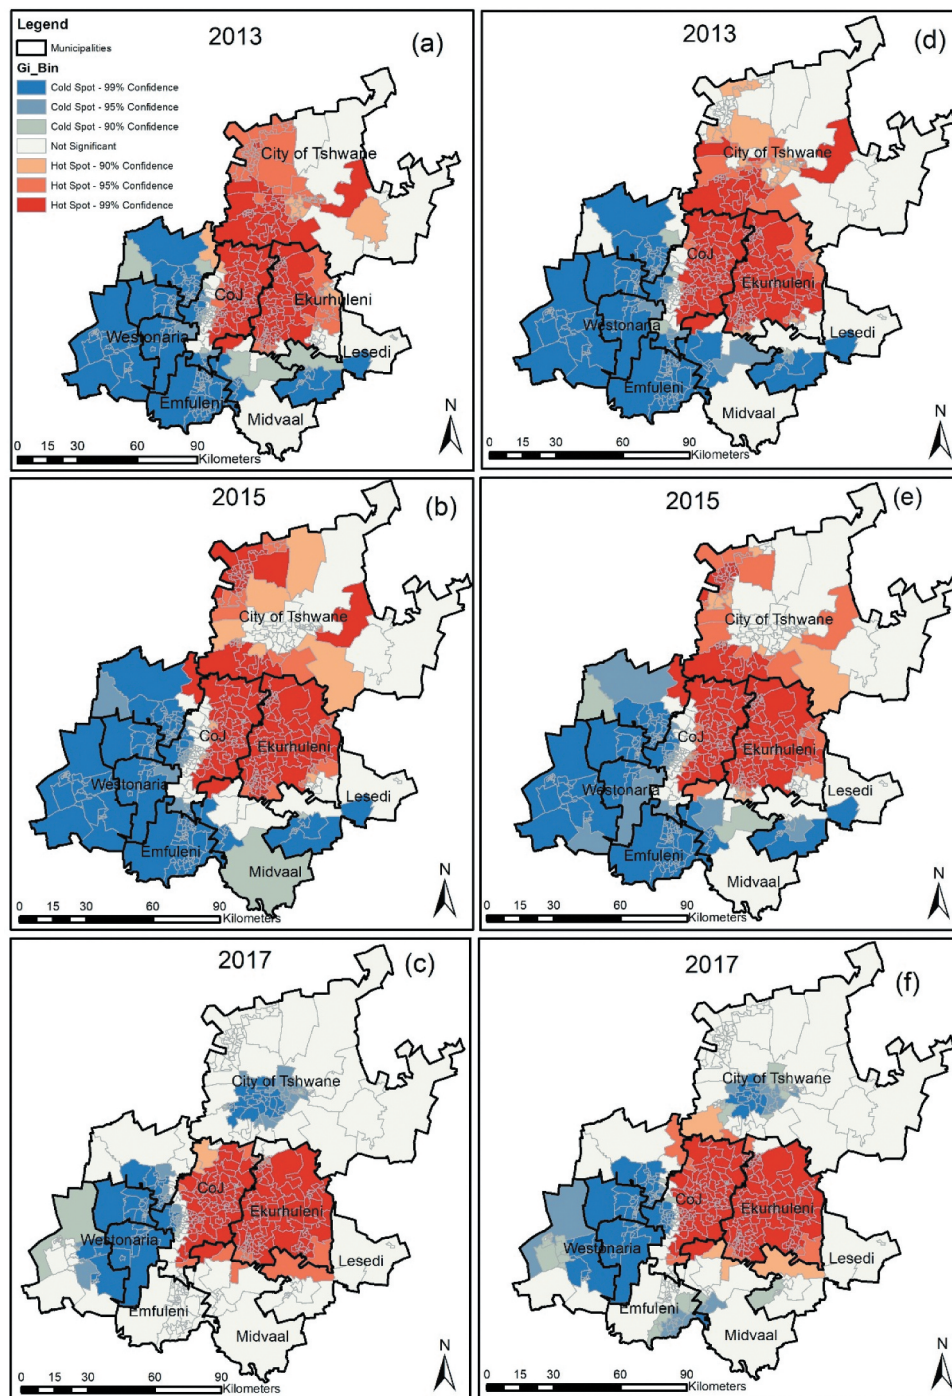 Legend
Municipalities
Gi_Bin
Cold Spot - 99% Confidence
Cold Spot - 95% Confidence
Cold Spot - 90% Confidence
Not Significant
Hot Spot - 90% Confidence
Hot Spot - 95% Confidence
Hot Spot - 99% Confidence
2013
(a)
City of Tshwane
CoJ
Ekurhuleni
Westonaria
Lesedi
Emfuleni
Midvaal
N
0 15 30 60 90
Kilometers
2013
(d)
City of Tshwane
CoJ
Ekurhuleni
Westonaria
Lesedi
Emfuleni
Midvaal
N
0 15 30 60 90
Kilometers
2015
(b)
City of Tshwane
CoJ
Ekurhuleni
Westonaria
Lesedi
Emfuleni
Midvaal
N
0 15 30 60 90
Kilometers
2015
(e)
City of Tshwane
CoJ
Ekurhuleni
Westonaria
Lesedi
Emfuleni
Midvaal
N
0 15 30 60 90
Kilometers
2017
(c)
City of Tshwane
CoJ
Ekurhuleni
Westonaria
Lesedi
Emfuleni
Midvaal
N
0 15 30 60 90
Kilometers
2017
(f)
City of Tshwane
CoJ
Ekurhuleni
Westonaria
Lesedi
Emfuleni
Midvaal
N
0 15 30 60 90
Kilometers